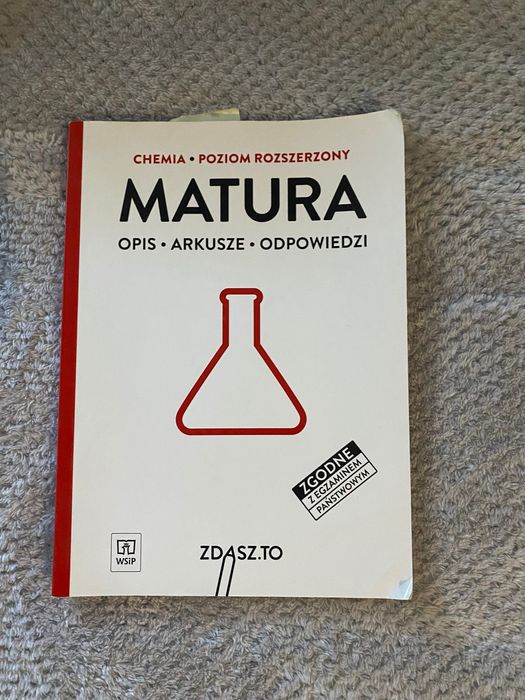 CHEMIA • POZIOM ROZSZERZONY
MATURA
OPIS • ARKUSZE • ODPOWIEDZI
ZGODNE
Z EGZAMINEM
PAŃSTWOWYM
WSiP
ZDASZ.TO